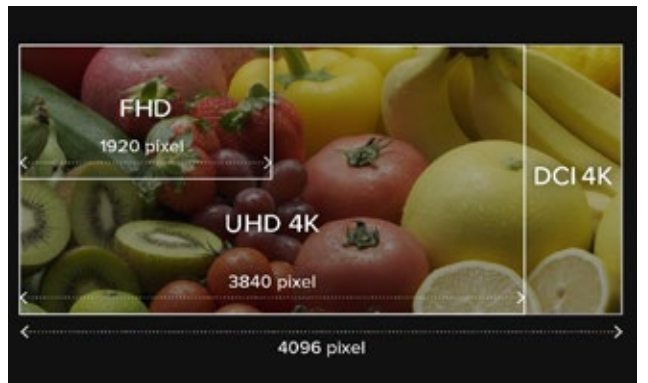 FHD
1920 pixel
DCI 4K
UHD 4K
3840 pixel
4096 pixel